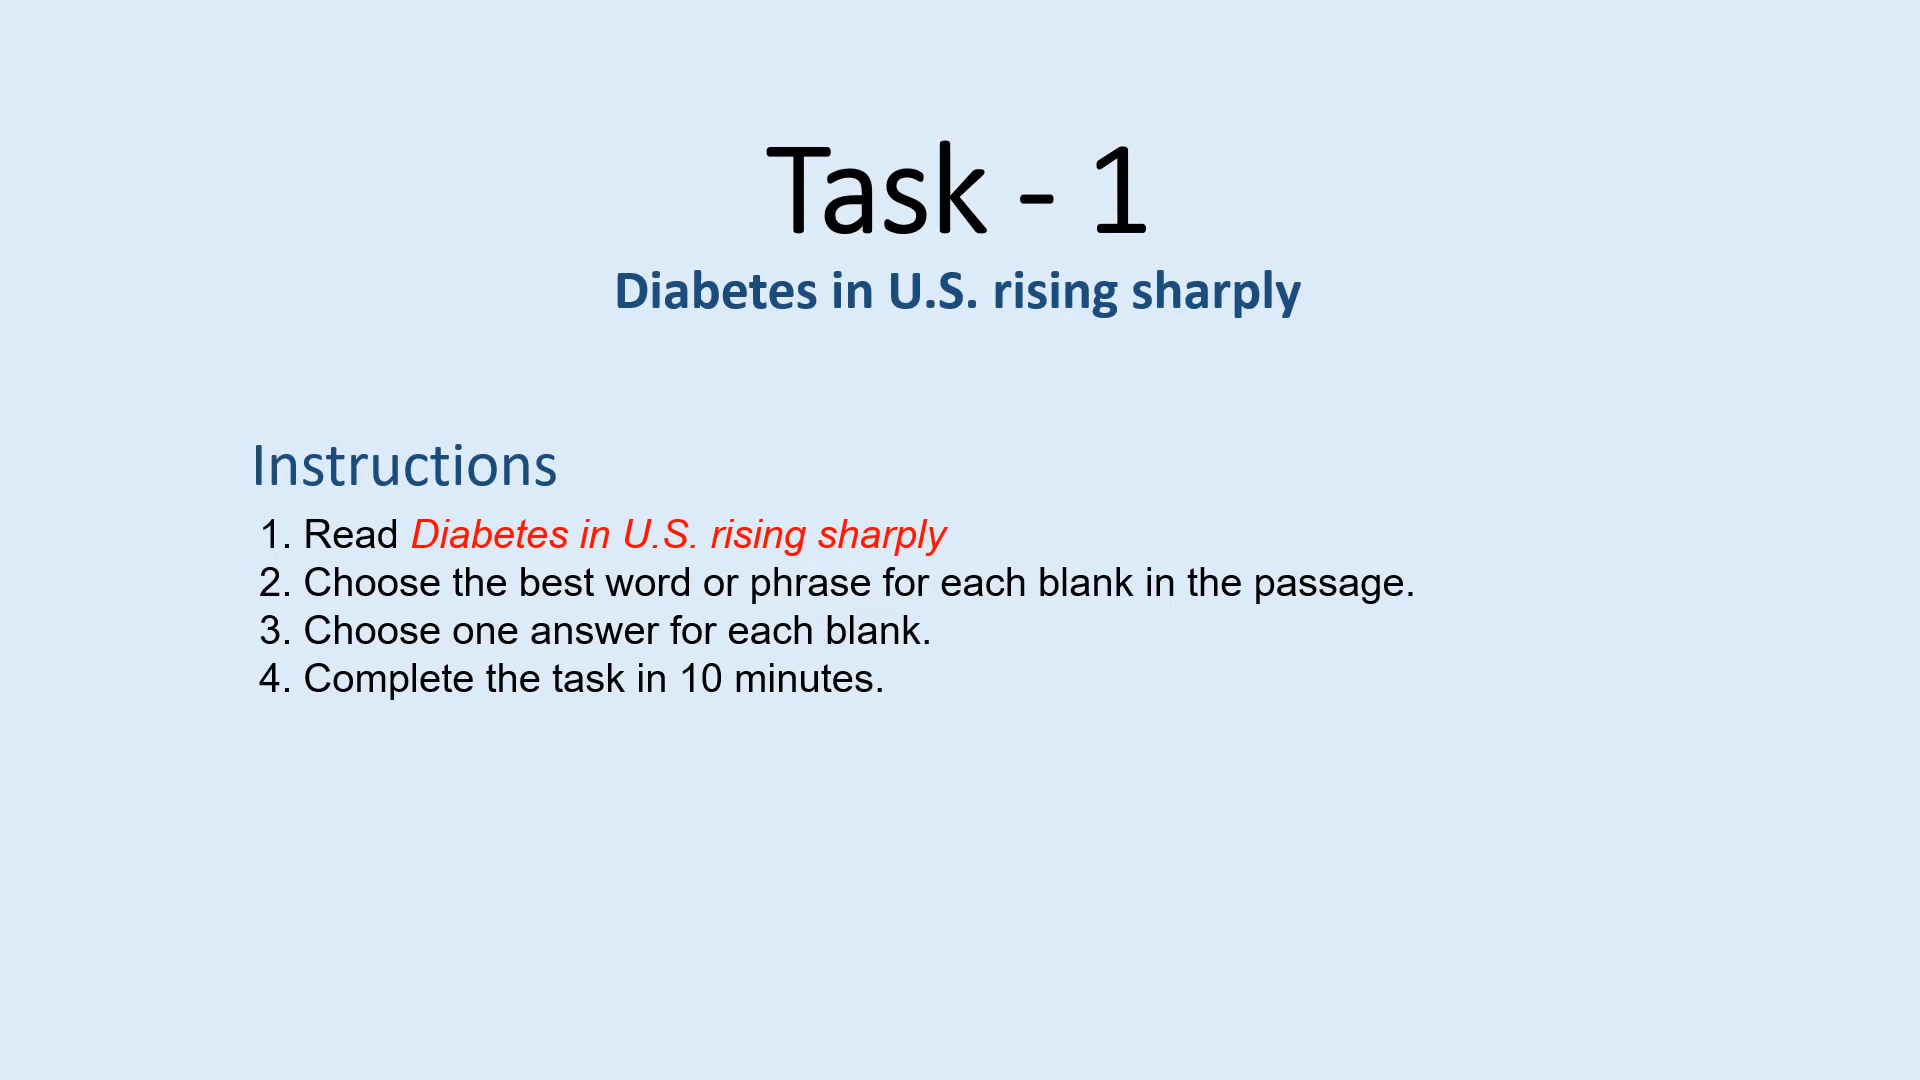 Task - 1
Diabetes in U.S. rising sharply
Instructions
1. Read Diabetes in U.S. rising sharply
2. Choose the best word or phrase for each blank in the passage.
3. Choose one answer for each blank.
4. Complete the task in 10 minutes.